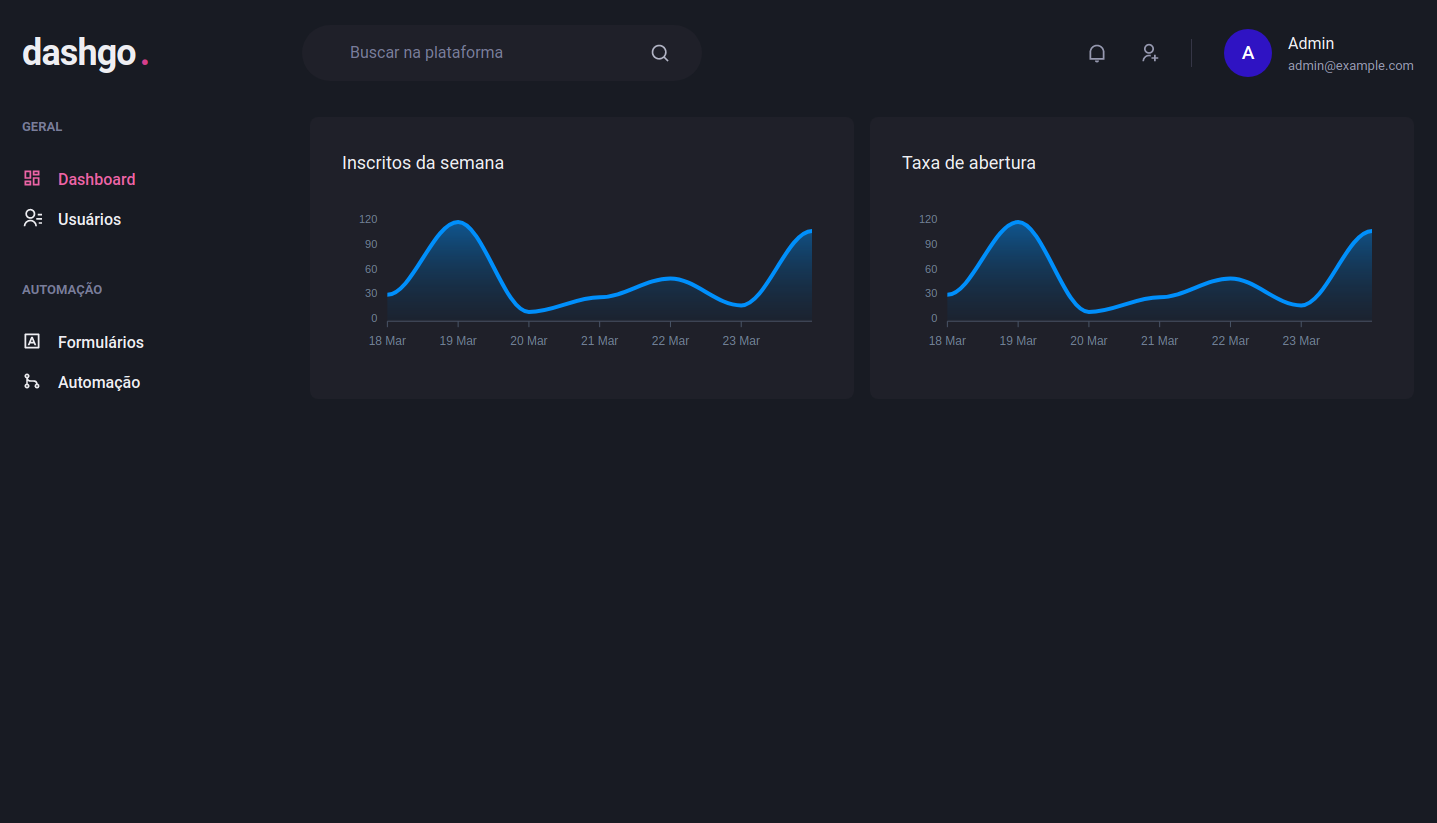 dashgo.
Buscar na plataforma
A
Admin
admin@example.com
GERAL
Dashboard
Usuários
AUTOMAÇÃO
Formulários
Automação
Inscritos da semana
120
90
60
30
0
18 Mar 19 Mar 20 Mar 21 Mar 22 Mar 23 Mar
Taxa de abertura
120
90
60
30
0
18 Mar 19 Mar 20 Mar 21 Mar 22 Mar 23 Mar